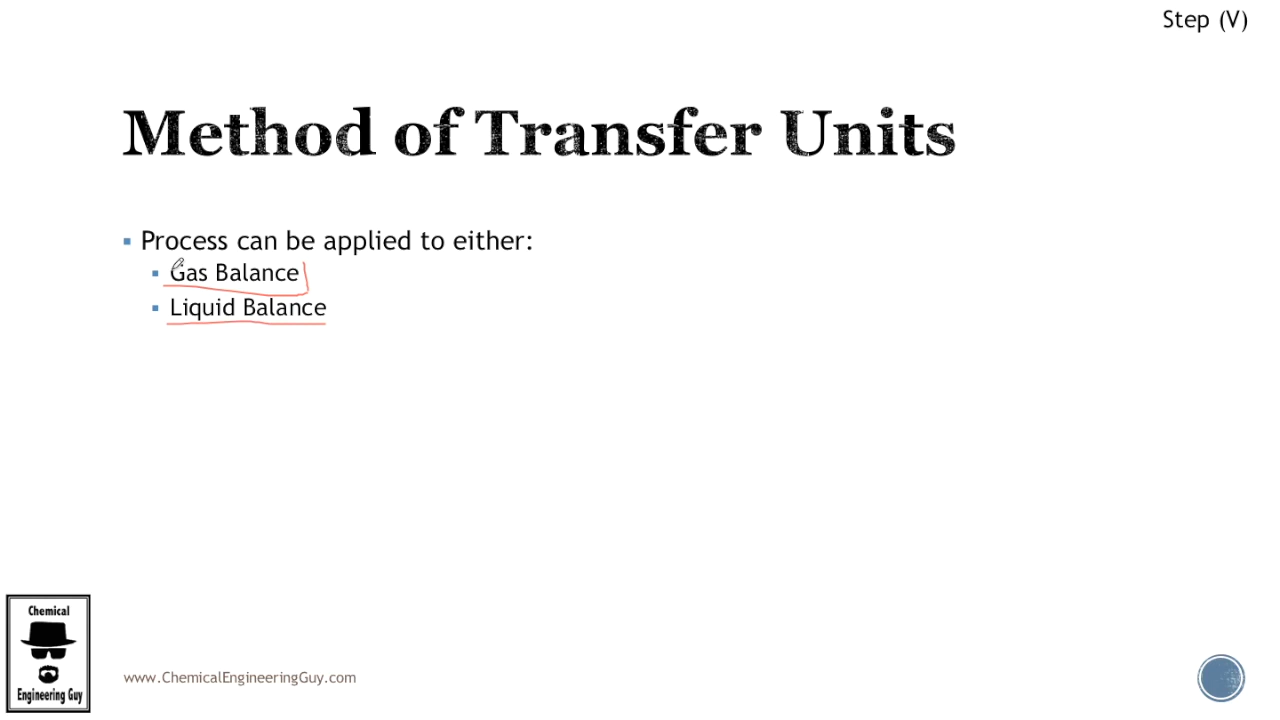 Step (V)
Method of Transfer Units
Process can be applied to either:
Gas Balance
Liquid Balance
Chemical
Engineering Guy
www.ChemicalEngineeringGuy.com